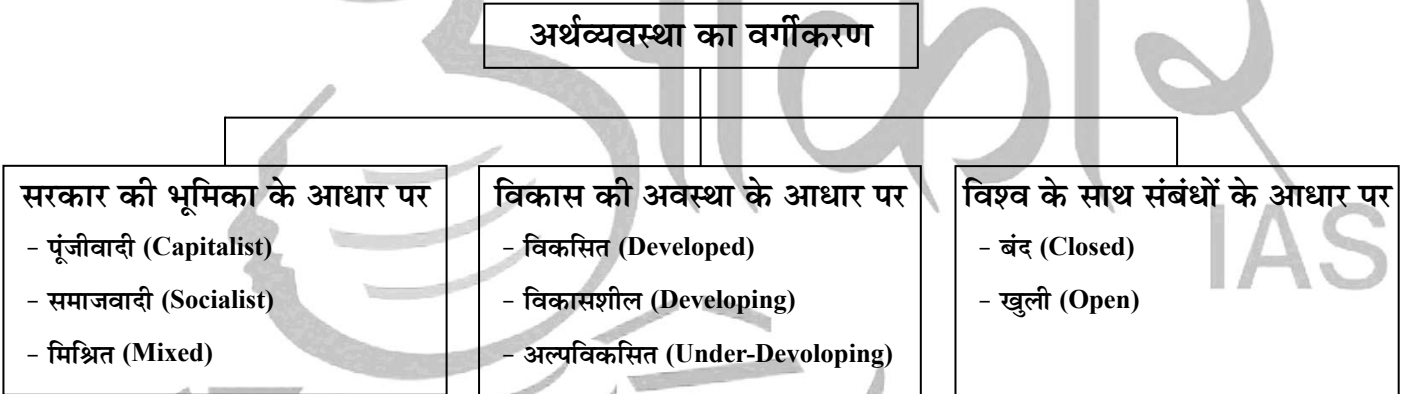 अर्थव्यवस्था का वर्गीकरण
सरकार की भूमिका के आधार पर
- पूंजीवादी (Capitalist)
- समाजवादी (Socialist)
- मिश्रित (Mixed)
विकास की अवस्था के आधार पर
- विकसित (Developed)
- विकासशील (Developing)
- अल्पविकसित (Under-Devoloping)
विश्व के साथ संबंधों के आधार पर
- बंद (Closed)
- खुली (Open)
IAS